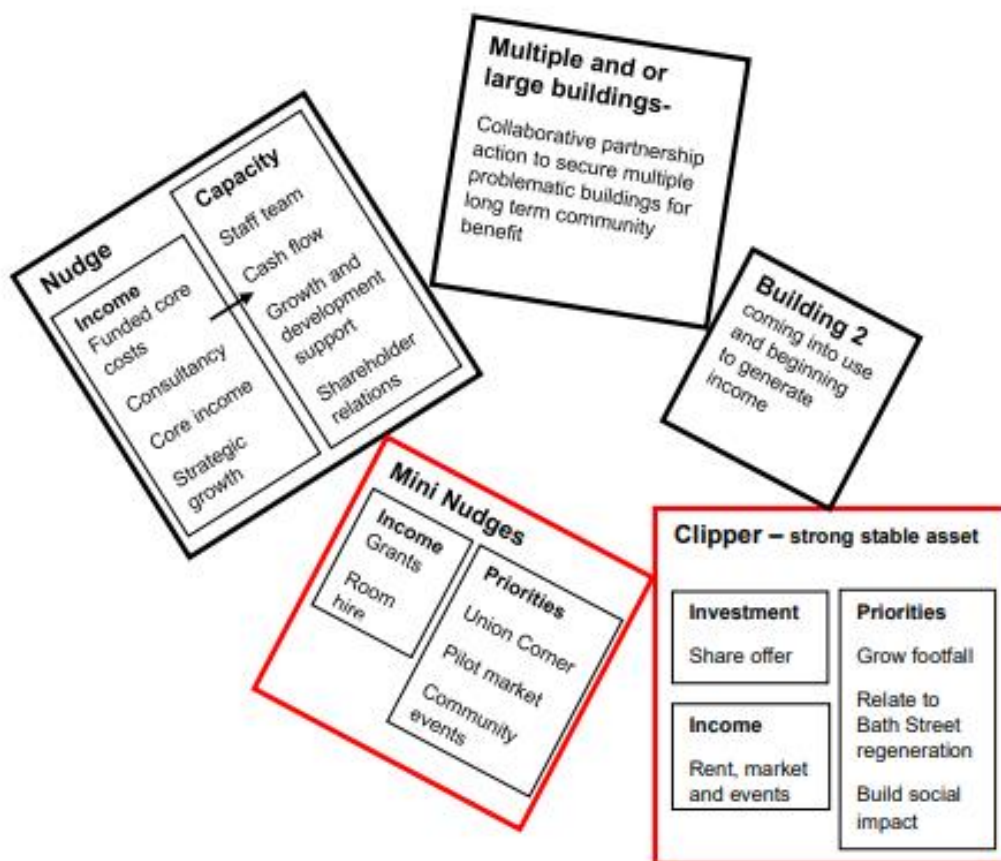 Multiple and or
large buildings-
Collaborative partnership
action to secure multiple
problematic buildings for
long term community
benefit
Nudge
Income
Funded core
costs
Consultancy
Core income
Strategic
growth
Capacity
Staff team
Cash flow
Growth and
development
support
Shareholder
relations
Building 2
coming into use
and beginning
to generate
income
Mini Nudges
Income
Grants
Room
hire
Priorities
Union Corner
Pilot market
Community
events
Clipper – strong stable asset
Investment
Share offer
Income
Rent, market
and events
Priorities
Grow footfall
Relate to
Bath Street
regeneration
Build social
impact